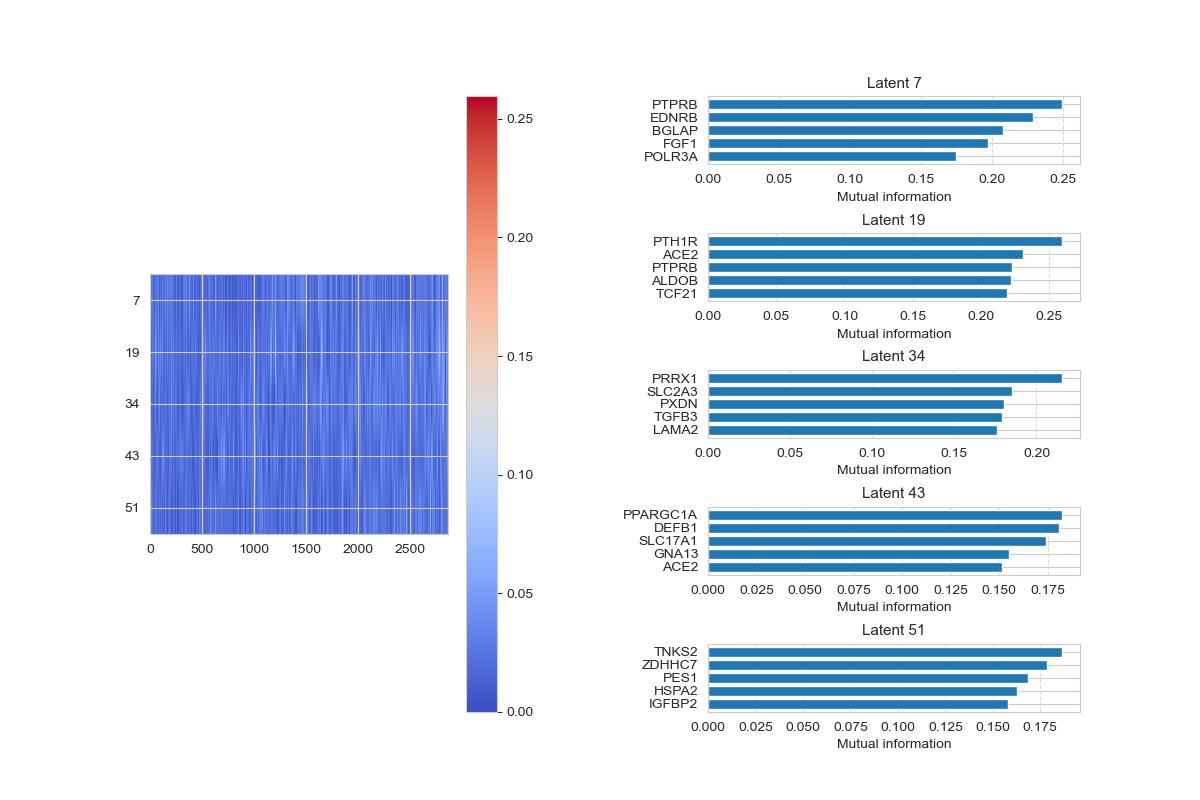 7
19
34
43
51
0 500 1000 1500 2000 2500
0.25
0.20
0.15
0.10
0.05
0.00
Latent 7
PTPRB
EDNRB
BGLAP
FGF1
POLR3A
0.00 0.05 0.10 0.15 0.20 0.25
Mutual information
Latent 19
PTH1R
ACE2
PTPRB
ALDOB
TCF21
0.00 0.05 0.10 0.15 0.20 0.25
Mutual information
Latent 34
PRRX1
SLC2A3
PXDN
TGFB3
LAMA2
0.00 0.05 0.10 0.15 0.20
Mutual information
Latent 43
PPARGC1A
DEFB1
SLC17A1
GNA13
ACE2
0.000 0.025 0.050 0.075 0.100 0.125 0.150 0.175
Mutual information
Latent 51
TNKS2
ZDHHC7
PES1
HSPA2
IGFBP2
0.000 0.025 0.050 0.075 0.100 0.125 0.150 0.175
Mutual information